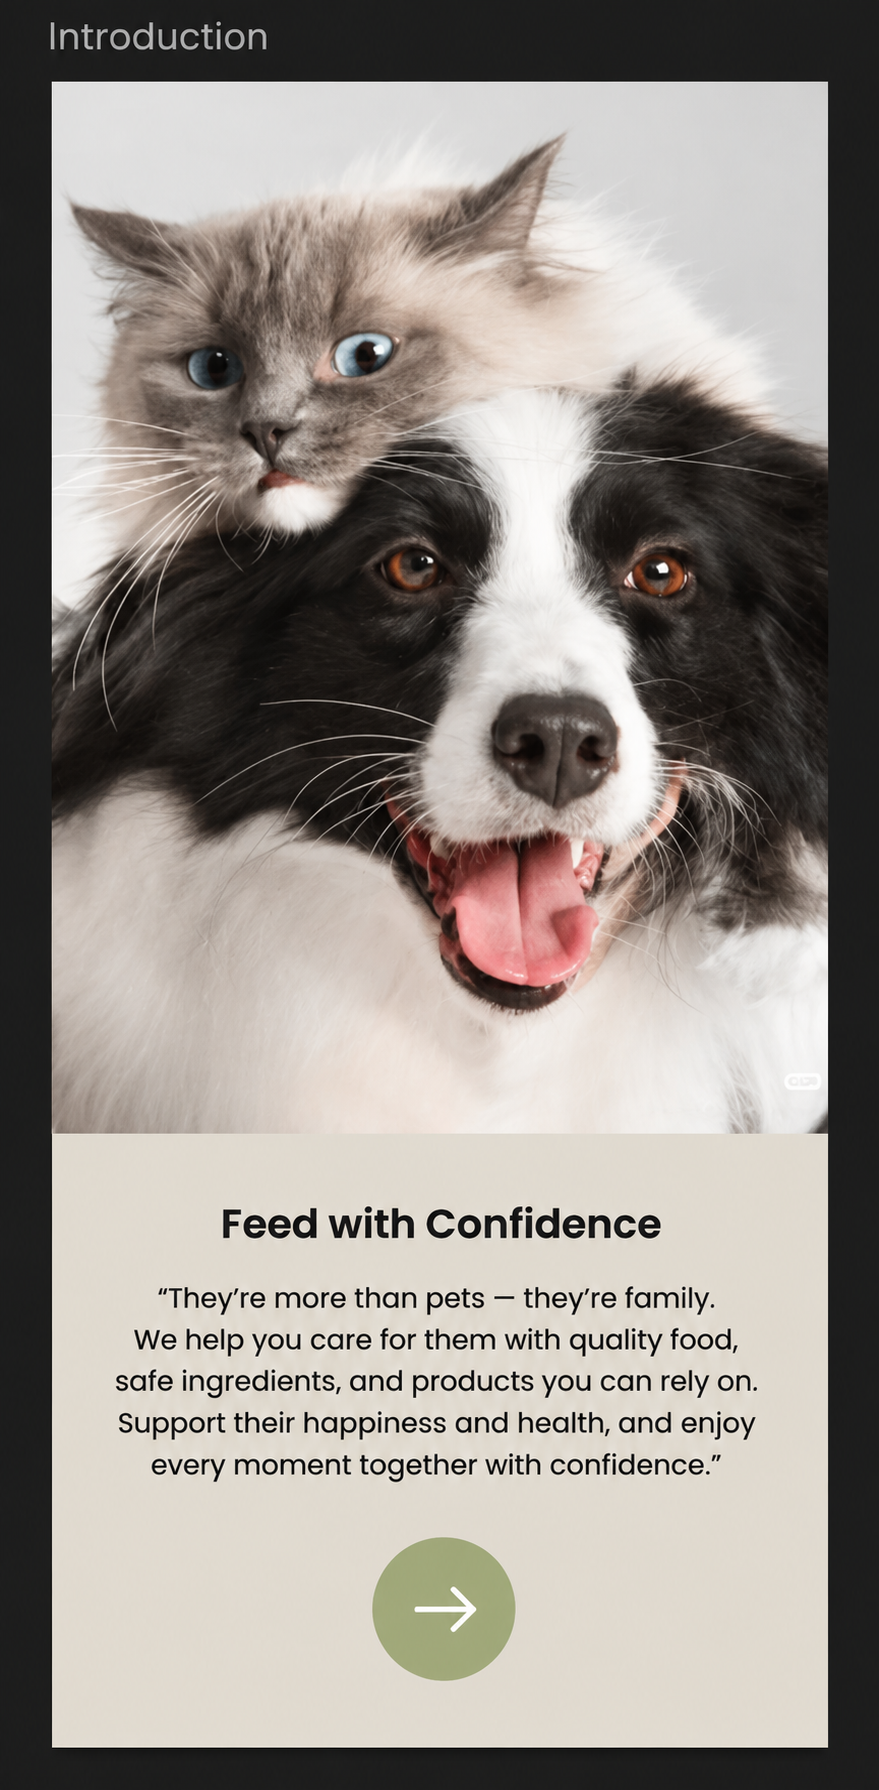 Introduction
Feed with Confidence
“They’re more than pets — they’re family.
We help you care for them with quality food,
safe ingredients, and products you can rely on.
Support their happiness and health, and enjoy
every moment together with confidence.”